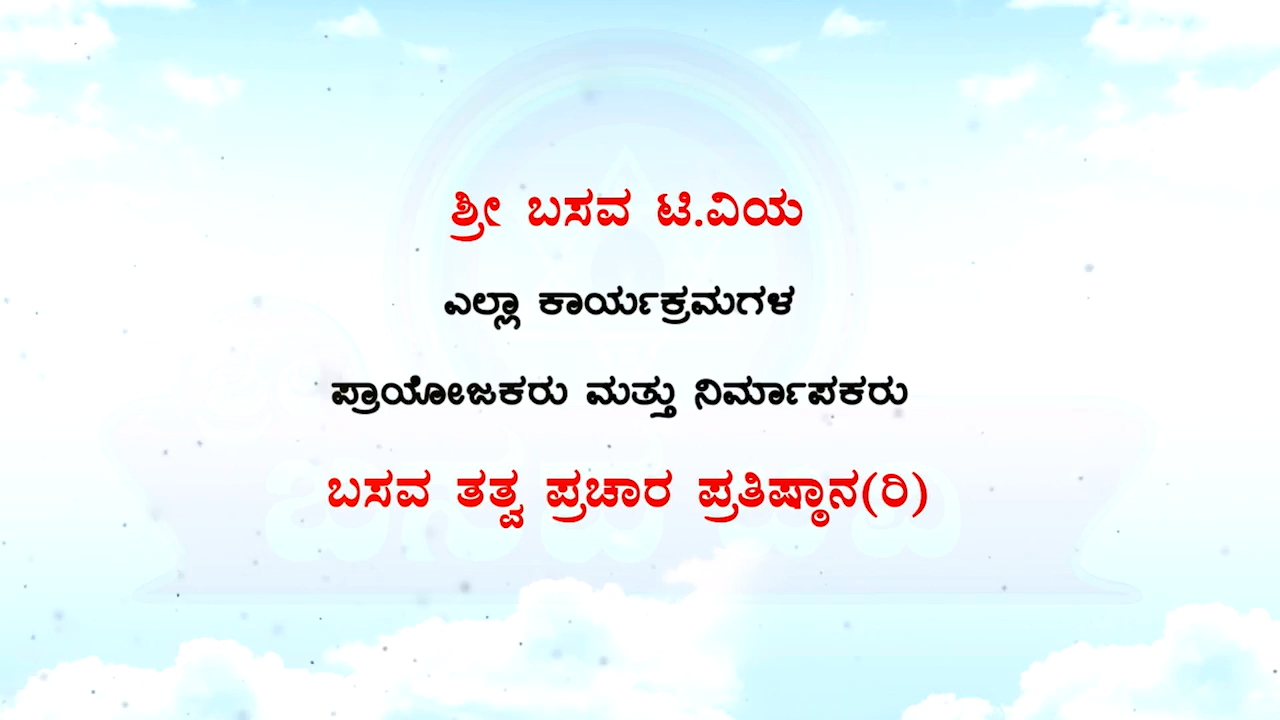 ಶ್ರೀ ಬಸವ ಟಿ.ವಿಯ
ಎಲ್ಲಾ ಕಾರ್ಯಕ್ರಮಗಳ
ಪ್ರಾಯೋಜಕರು ಮತ್ತು ನಿರ್ಮಾಪಕರು
ಬಸವ ತತ್ವ ಪ್ರಚಾರ ಪ್ರತಿಷ್ಠಾನ(ರಿ)